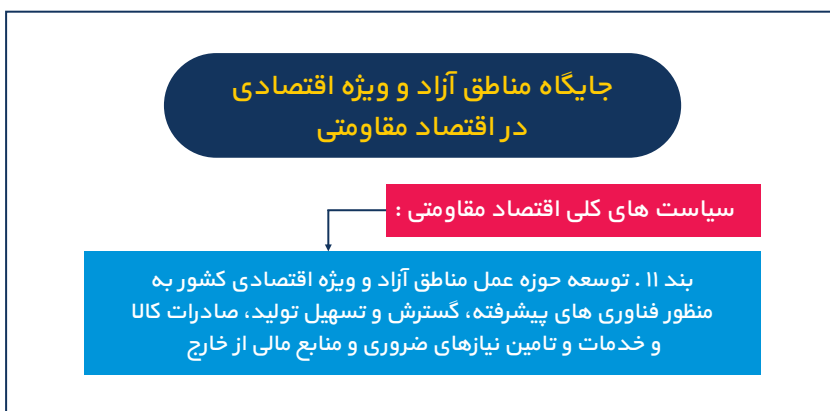 جایگاه مناطق آزاد و ویژه اقتصادی
در اقتصاد مقاومتی
سیاست های کلی اقتصاد مقاومتی :
بند ۱۱ . توسعه حوزه عمل مناطق آزاد و ویژه اقتصادی کشور به
منظور فناوری های پیشرفته، گسترش و تسهیل تولید، صادرات کالا
و خدمات و تامین نیازهای ضروری و منابع مالی از خارج